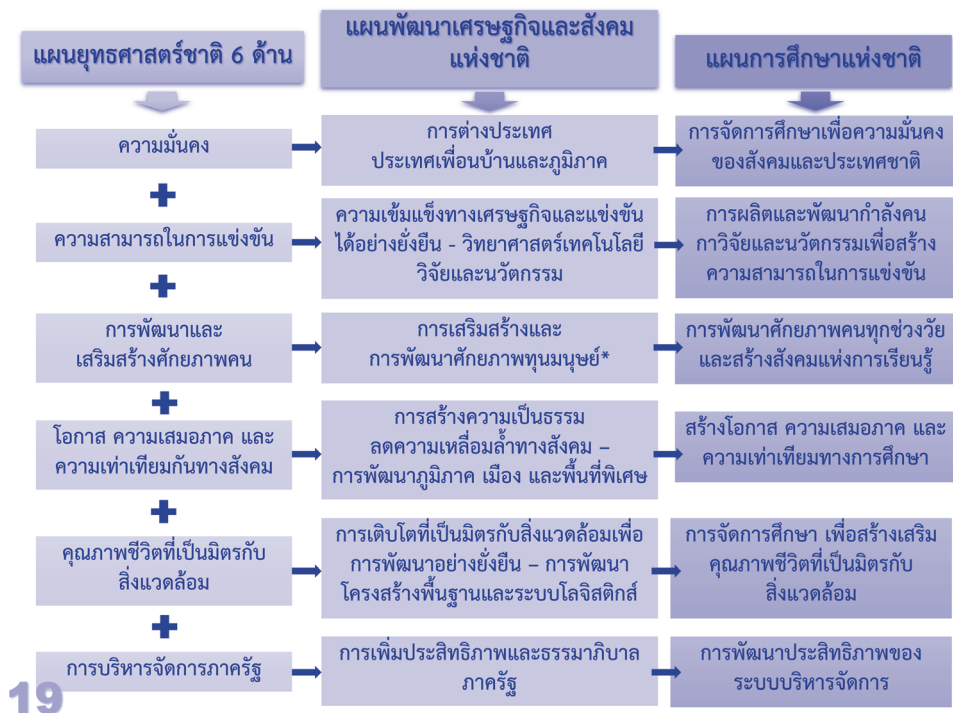 แผนยุทธศาสตร์ชาติ 6 ด้าน
แผนพัฒนาเศรษฐกิจและสังคม
แห่งชาติ
แผนการศึกษาแห่งชาติ
ความมั่นคง
การต่างประเทศ
ประเทศเพื่อนบ้านและภูมิภาค
การจัดการศึกษาเพื่อความมั่นคง
ของสังคมและประเทศชาติ
ความสามารถในการแข่งขัน
ความเข้มแข็งทางเศรษฐกิจและแข่งขัน
ได้อย่างยั่งยืน - วิทยาศาสตร์เทคโนโลยี
วิจัยและนวัตกรรม
การผลิตและพัฒนากำลังคน
กาวิจัยและนวัตกรรมเพื่อสร้าง
ความสามารถในการแข่งขัน
การพัฒนาและ
เสริมสร้างศักยภาพคน
การเสริมสร้างและ
การพัฒนาศักยภาพทุนมนุษย์*
การพัฒนาศักยภาพคนทุกช่วงวัย
และสร้างสังคมแห่งการเรียนรู้
โอกาส ความเสมอภาค และ
ความเท่าเทียมกันทางสังคม
การสร้างความเป็นธรรม
ลดความเหลื่อมล้ำทางสังคม –
การพัฒนาภูมิภาค เมือง และพื้นที่พิเศษ
สร้างโอกาส ความเสมอภาค และ
ความเท่าเทียมทางการศึกษา
คุณภาพชีวิตที่เป็นมิตรกับ
สิ่งแวดล้อม
การเติบโตที่เป็นมิตรกับสิ่งแวดล้อมเพื่อ
การพัฒนาอย่างยั่งยืน – การพัฒนา
โครงสร้างพื้นฐานและระบบโลจิสติกส์
การจัดการศึกษา เพื่อสร้างเสริม
คุณภาพชีวิตที่เป็นมิตรกับ
สิ่งแวดล้อม
การบริหารจัดการภาครัฐ
การเพิ่มประสิทธิภาพและธรรมาภิบาล
ภาครัฐ
การพัฒนาประสิทธิภาพของ
ระบบบริหารจัดการ
19